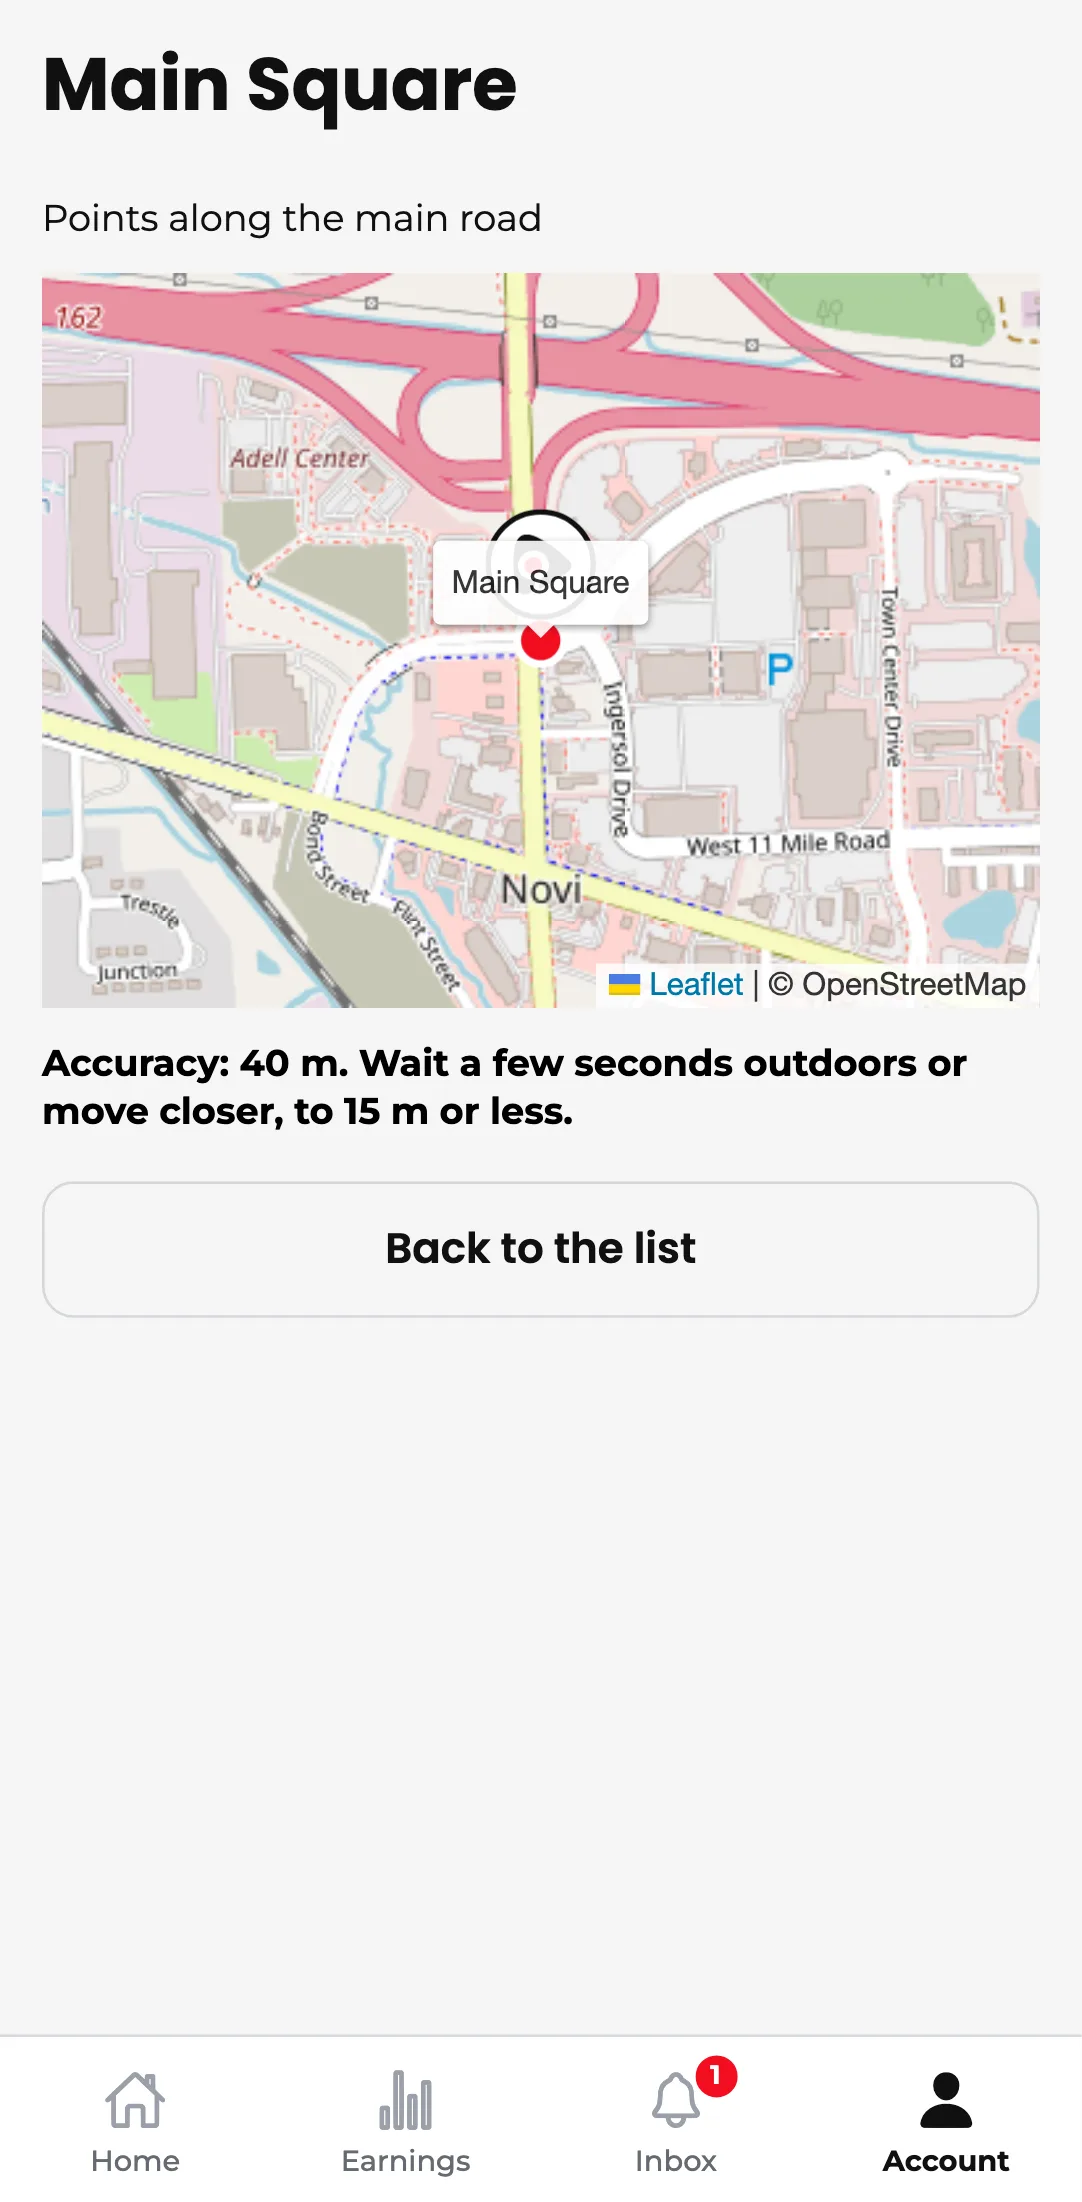 Main Square
Points along the main road
162
Adell Center
Main Square
P
Town Center Drive
Ingersol Drive
West 11 Mile Road
Bond Street
Novi
Flint Street
Trestle
Junction
Leaflet | © OpenStreetMap
Accuracy: 40 m. Wait a few seconds outdoors or
move closer, to 15 m or less.
Back to the list
1
Home
Earnings
Inbox
Account